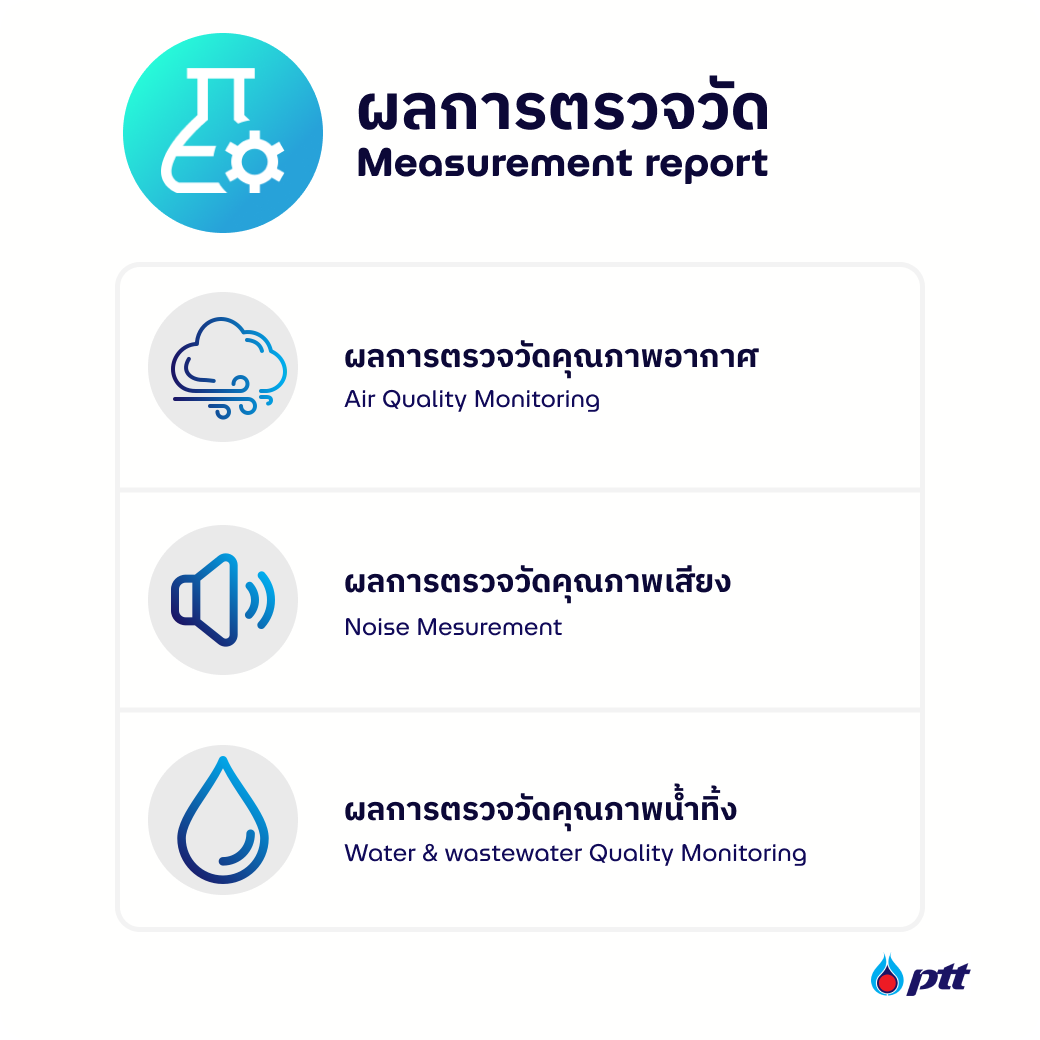 ผลการตรวจวัด
Measurement report
ผลการตรวจวัดคุณภาพอากาศ
Air Quality Monitoring
ผลการตรวจวัดคุณภาพเสียง
Noise Mesurement
ผลการตรวจวัดคุณภาพน้ำทิ้ง
Water & wastewater Quality Monitoring
ptt